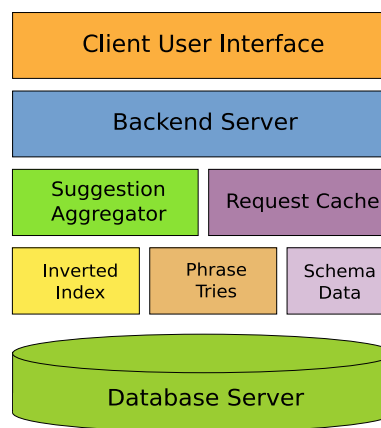 Client User Interface
Backend Server
Suggestion
Aggregator
Request Cache
Inverted
Index
Phrase
Tries
Schema
Data
Database Server